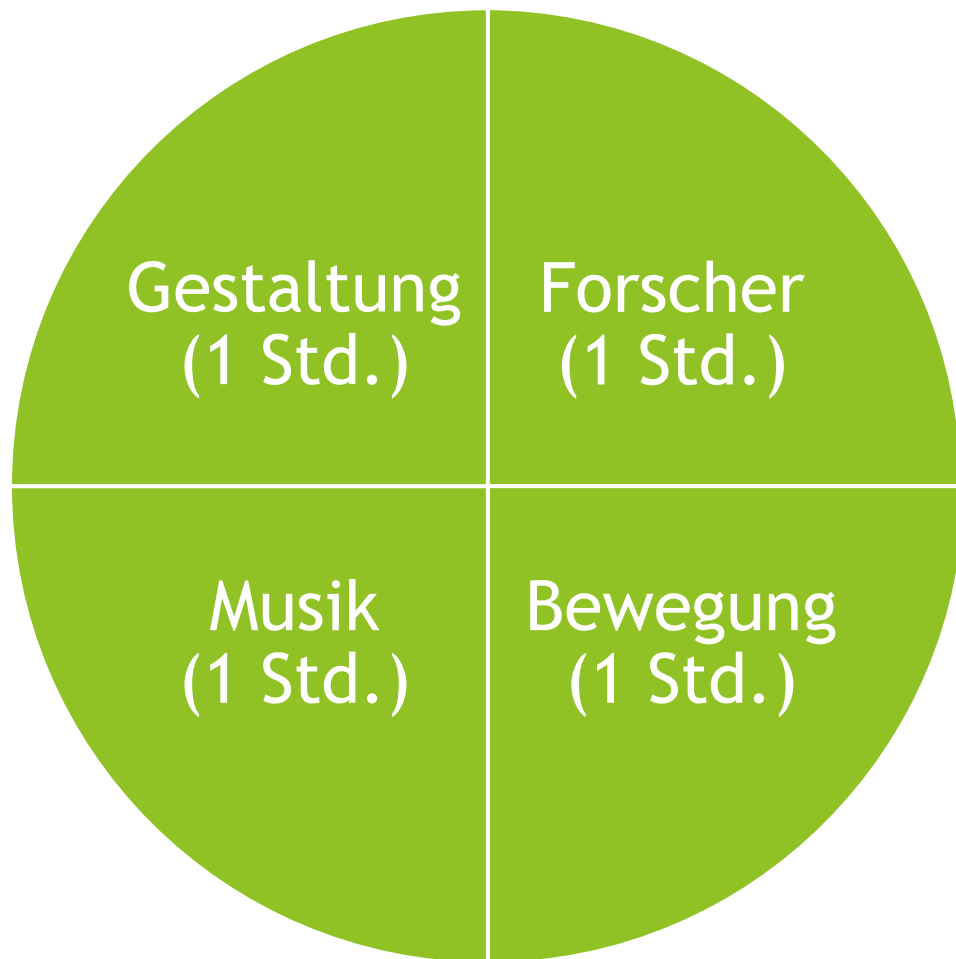 Gestaltung
(1 Std.)
Forscher
(1 Std.)
Musik
(1 Std.)
Bewegung
(1 Std.)